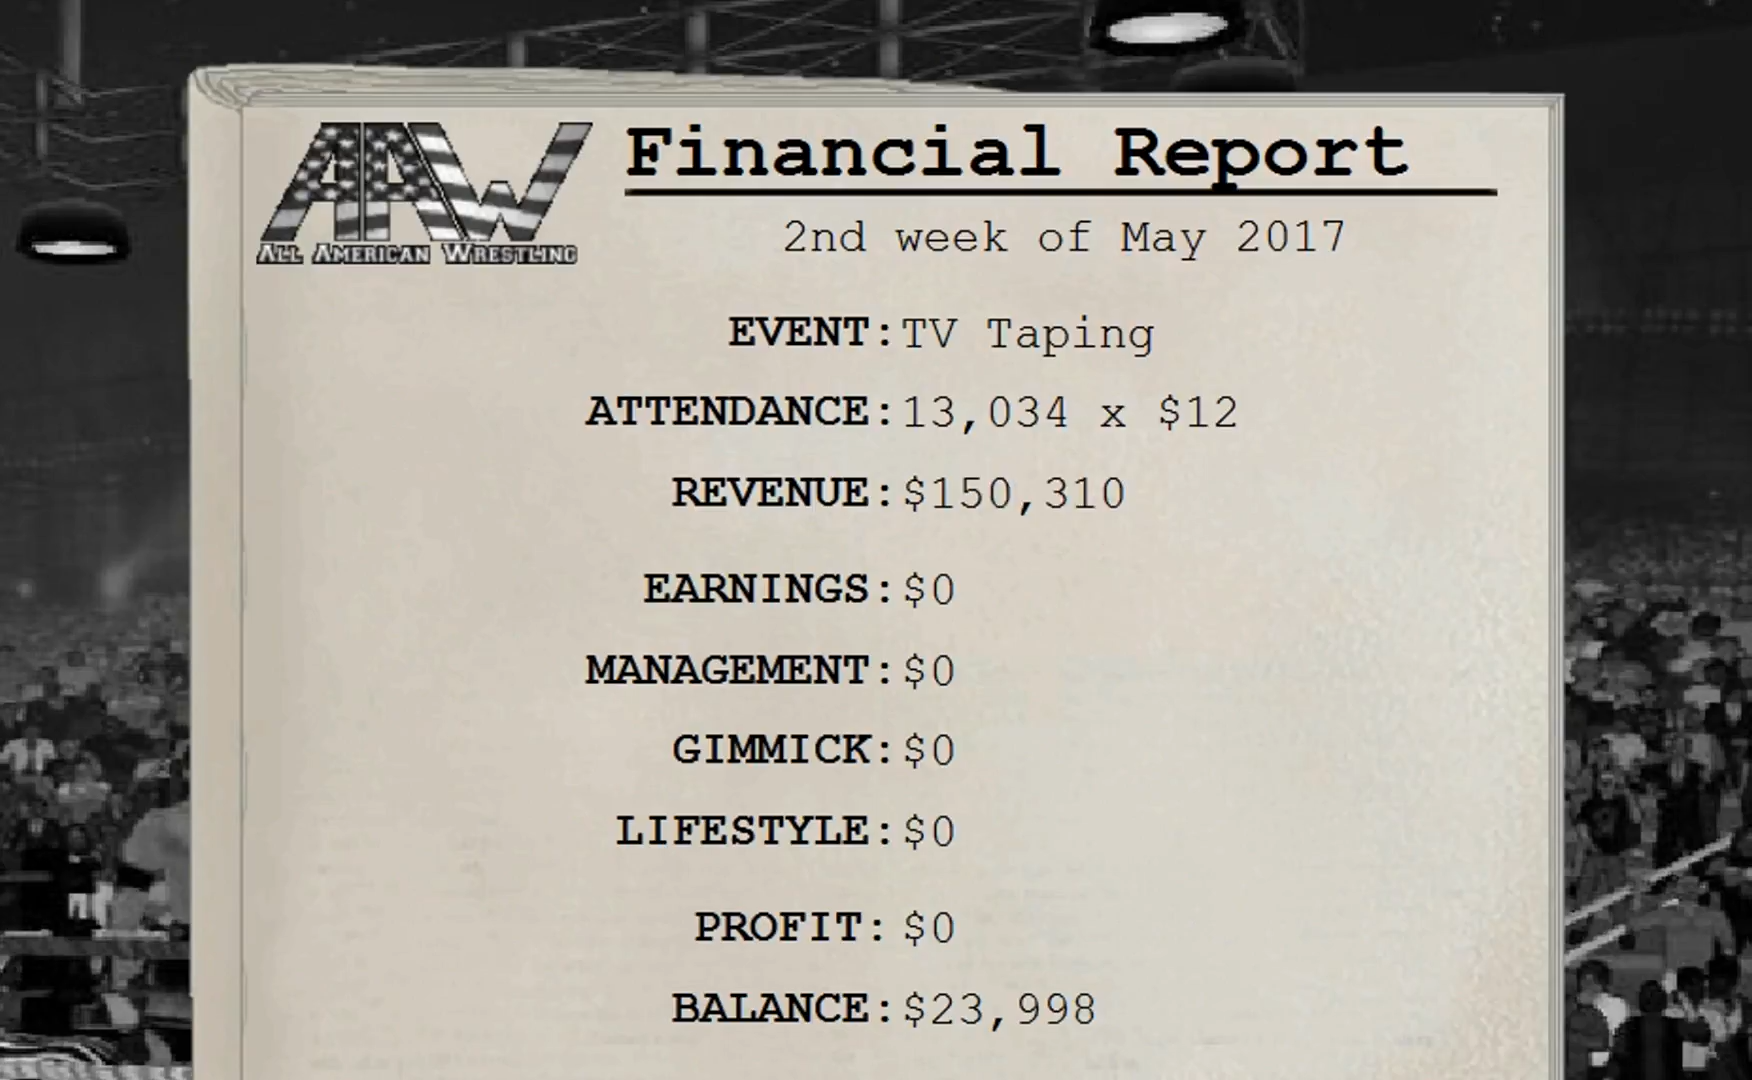 AAW
ALL AMERICAN WRESTLING
Financial Report
2nd week of May 2017
EVENT: TV Taping
ATTENDANCE: 13,034 x $12
REVENUE: $150,310
EARNINGS: $0
MANAGEMENT: $0
GIMMICK: $0
LIFESTYLE: $0
PROFIT: $0
BALANCE: $23,998